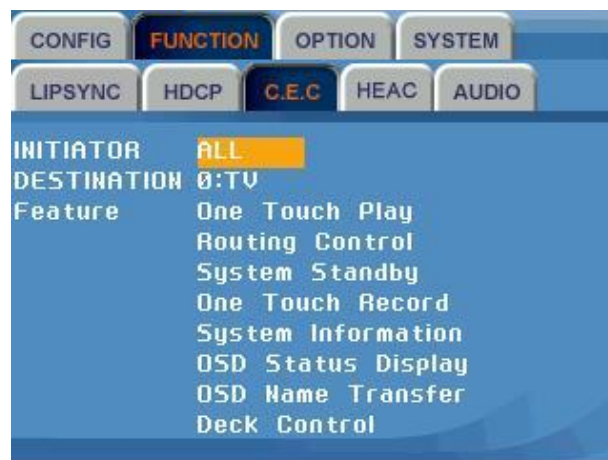 CONFIG FUNCTION OPTION SYSTEM
LIPSYNC HDCP C.E.C HEAC AUDIO
INITIATOR ALL
DESTINATION 0:TV
Feature One Touch Play
Routing Control
System Standby
One Touch Record
System Information
OSD Status Display
OSD Name Transfer
Deck Control